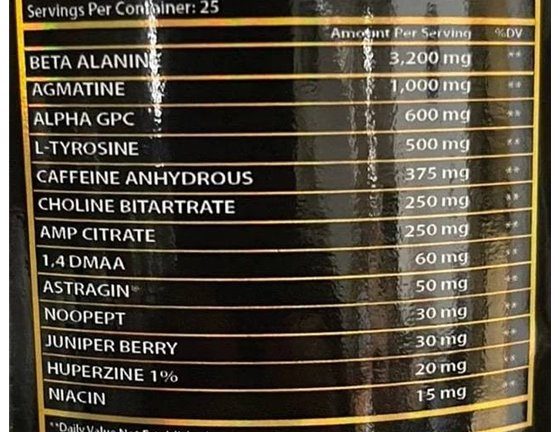 Servings Per Container: 25
Amount Per Serving %DV
BETA ALANINE 3,200 mg **
AGMATINE 1,000 mg **
ALPHA GPC 600 mg **
L-TYROSINE 500 mg **
CAFFEINE ANHYDROUS 375 mg **
CHOLINE BITARTRATE 250 mg **
AMP CITRATE 250 mg **
1,4 DMAA 60 mg **
ASTRAGIN® 50 mg **
NOOPEPT 30 mg **
JUNIPER BERRY 30 mg **
HUPERZINE 1% 20 mg **
NIACIN 15 mg **
**Daily Value Not